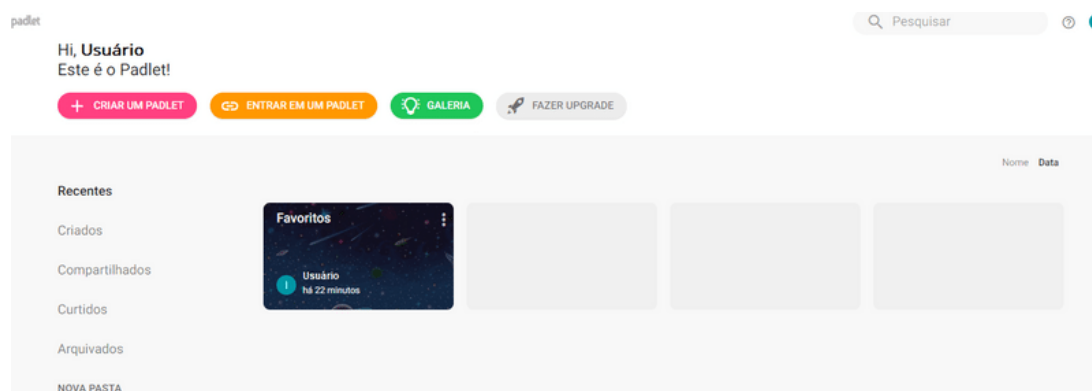 padlet
Pesquisar
Hi, Usuário
Este é o Padlet!
CRIAR UM PADLET
ENTRAR EM UM PADLET
GALERIA
FAZER UPGRADE
Nome Data
Recentes
Criados
Compartilhados
Curtidos
Arquivados
NOVA PASTA
Favoritos
I
Usuário
há 22 minutos